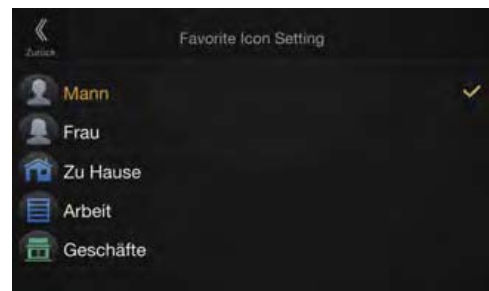 Zurück
Favorite Icon Setting
Mann
Frau
Zu Hause
Arbeit
Geschäfte